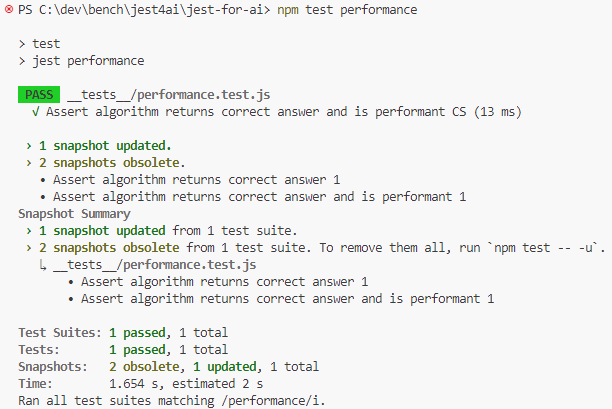 PS C:\dev\bench\jest4ai\jest-for-ai> npm test performance
> test
> jest performance
PASS __tests__/performance.test.js
√ Assert algorithm returns correct answer and is performant CS (13 ms)
› 1 snapshot updated.
› 2 snapshots obsolete.
• Assert algorithm returns correct answer 1
• Assert algorithm returns correct answer and is performant 1
Snapshot Summary
› 1 snapshot updated from 1 test suite.
› 2 snapshots obsolete from 1 test suite. To remove them all, run `npm test -- -u`.
↳ __tests__/performance.test.js
• Assert algorithm returns correct answer 1
• Assert algorithm returns correct answer and is performant 1
Test Suites: 1 passed, 1 total
Tests: 1 passed, 1 total
Snapshots: 2 obsolete, 1 updated, 1 total
Time: 1.654 s, estimated 2 s
Ran all test suites matching /performance/i.